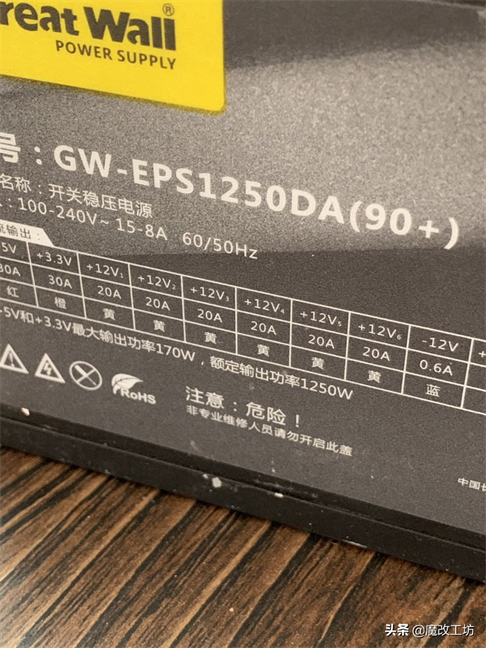 reat Wall®
POWER SUPPLY
号：GW-EPS1250DA(90+)
名称：开关稳压电源
：100-240V~ 15-8A 60/50Hz
流输出：
5V +3.3V +12V₁ +12V₂ +12V₃ +12V₄ +12V₅ +12V₆ -12V +
30A 30A 20A 20A 20A 20A 20A 20A 0.6A
红 橙 黄 黄 黄 黄 黄 黄 蓝
+5V和+3.3V最大输出功率170W，额定输出功率1250W
RoHS
注意：危险！
非专业维修人员请勿开启此盖
中国长
头条 @魔改工坊